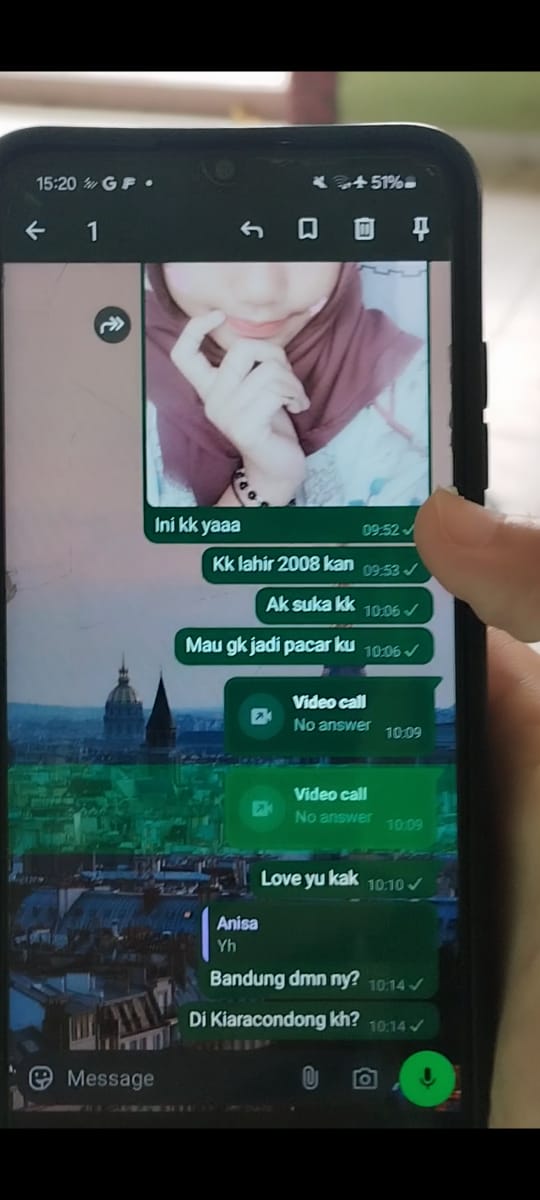 15:20 G F 51%
1
Ini kk yaaa 09:52
Kk lahir 2008 kan 09:53
Ak suka kk 10:06
Mau gk jadi pacar ku 10:06
Video call
No answer 10:09
Video call
No answer 10:09
Love yu kak 10:10
Anisa
Yh
Bandung dmn ny? 10:14
Di Kiaracondong kh? 10:14
Message